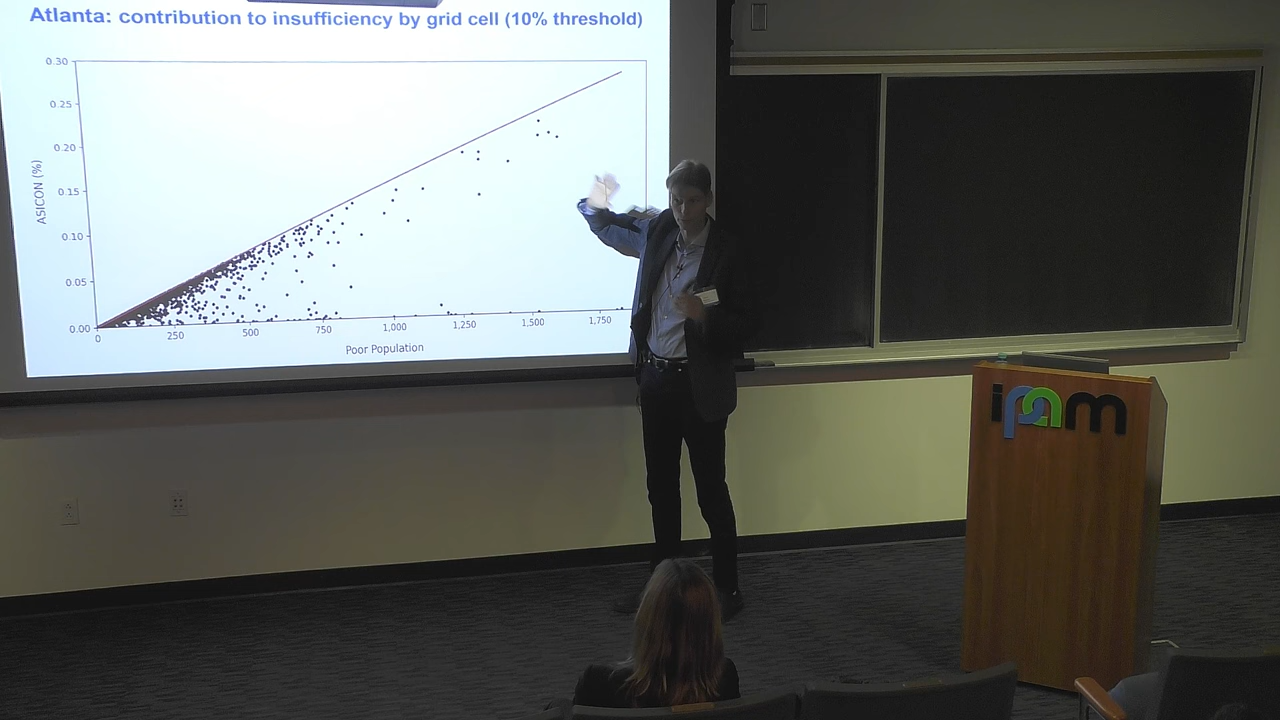 Atlanta: contribution to insufficiency by grid cell (10% threshold)
0.30
0.25
0.20
0.15
0.10
0.05
0.00
ASICON (%)
0 250 500 750 1,000 1,250 1,500 1,750
Poor Population
ipam